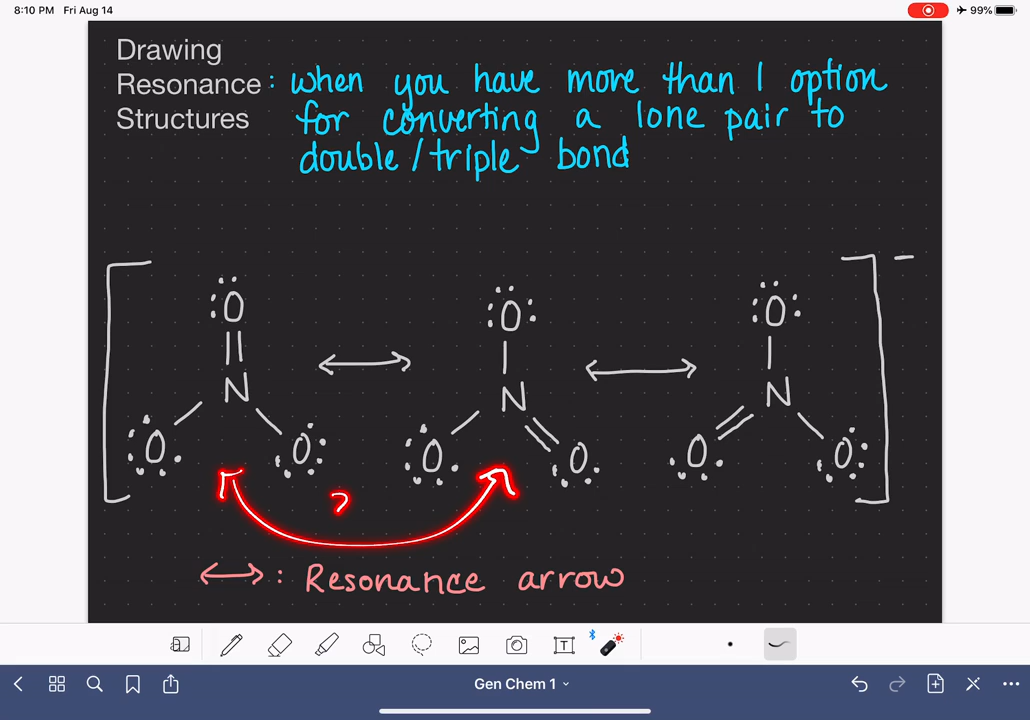 8:10 PM Fri Aug 14
99%
Drawing
Resonance : when you have more than 1 option
Structures for converting a lone pair to
double/triple bond
O O O
N N N
O O O O O O
?
: Resonance arrow
T
Gen Chem 1